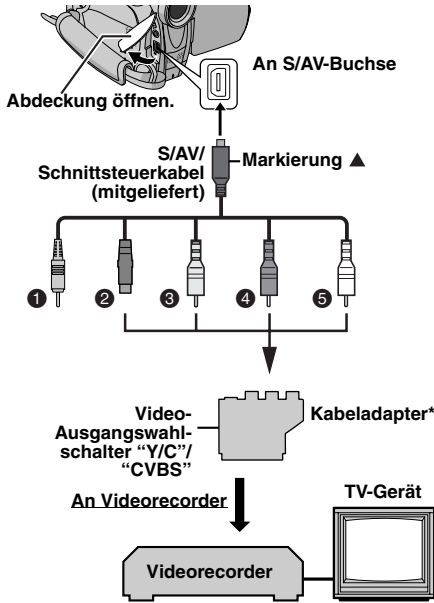 An S/AV-Buchse
Abdeckung öffnen.
S/AV/
Schnittsteuerkabel
(mitgeliefert)
Markierung ▲
❶ ❷ ❸ ❹ ❺
Video-
Ausgangswahl-
schalter “Y/C”/
“CVBS”
Kabeladapter*
An Videorecorder
TV-Gerät
Videorecorder